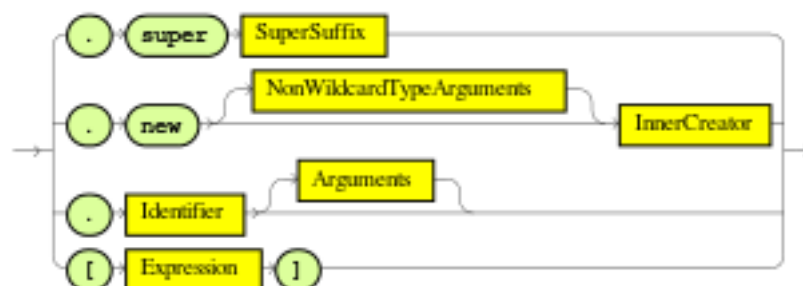 . super SuperSuffix
NonWildcardTypeArguments
. new InnerCreator
Arguments
. Identifier
[ Expression ]